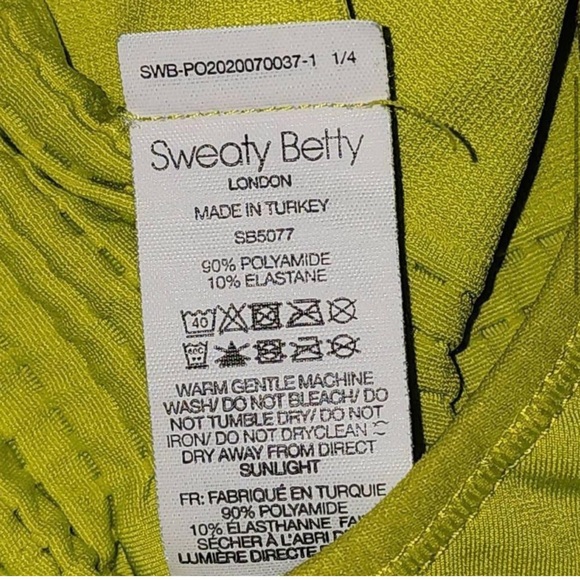 SWB-PO2020070037-1 1/4
Sweaty Betty
LONDON
MADE IN TURKEY
SB5077
90% POLYAMIDE
10% ELASTANE
40
WARM GENTLE MACHINE
WASH/ DO NOT BLEACH/ DO
NOT TUMBLE DRY/ DO NOT
IRON/ DO NOT DRYCLEAN
DRY AWAY FROM DIRECT
SUNLIGHT
FR: FABRIQUÉ EN TURQUIE
90% POLYAMIDE
10% ÉLASTHANNE
SÉCHER À L'ABRI
LUMIÈRE DIRECTE